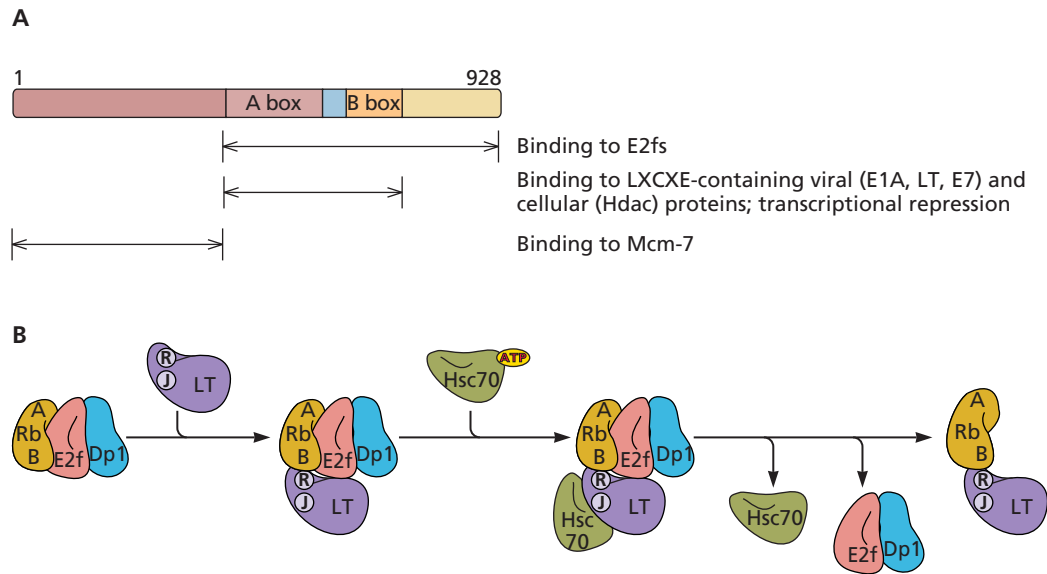 A
1 928
A box B box
Binding to E2fs
Binding to LXCXE-containing viral (E1A, LT, E7) and
cellular (Hdac) proteins; transcriptional repression
Binding to Mcm-7
B
R
J
LT
ATP
Hsc70
A
Rb
B
E2f
Dp1
A
Rb
B
E2f
Dp1
R
J
LT
A
Rb
B
E2f
Dp1
R
J
LT
Hsc
70
Hsc70
E2f
Dp1
A
Rb
B
R
J
LT